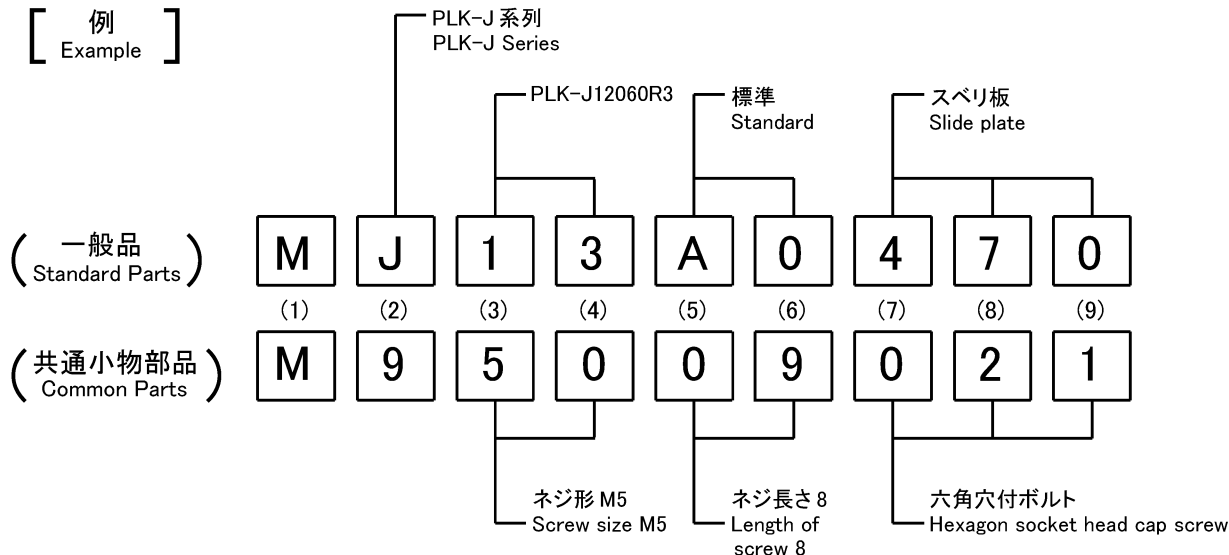 例
Example
PLK-J 系列
PLK-J Series
PLK-J12060R3
標準
Standard
スベリ板
Slide plate
一般品
Standard Parts
M J 1 3 A 0 4 7 0
(1) (2) (3) (4) (5) (6) (7) (8) (9)
共通小物部品
Common Parts
M 9 5 0 0 9 0 2 1
ネジ形 M5
Screw size M5
ネジ長さ 8
Length of
screw 8
六角穴付ボルト
Hexagon socket head cap screw